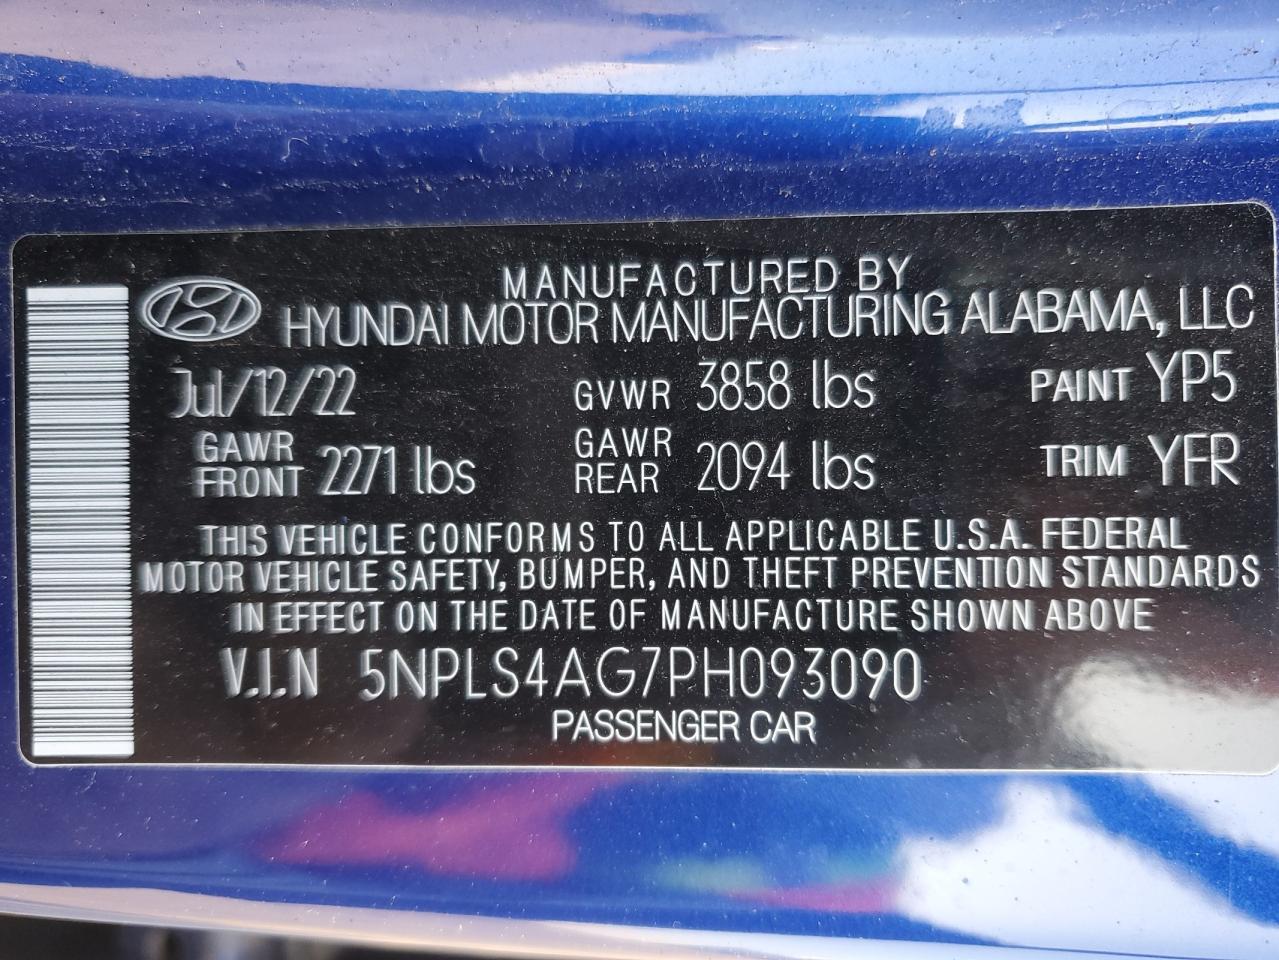 MANUFACTURED BY
HYUNDAI MOTOR MANUFACTURING ALABAMA, LLC
Jul/12/22 GVWR 3858 lbs PAINT YP5
GAWR FRONT 2271 lbs GAWR REAR 2094 lbs TRIM YFR
THIS VEHICLE CONFORMS TO ALL APPLICABLE U.S.A. FEDERAL
MOTOR VEHICLE SAFETY, BUMPER, AND THEFT PREVENTION STANDARDS
IN EFFECT ON THE DATE OF MANUFACTURE SHOWN ABOVE
V.I.N 5NPLS4AG7PH093090
PASSENGER CAR